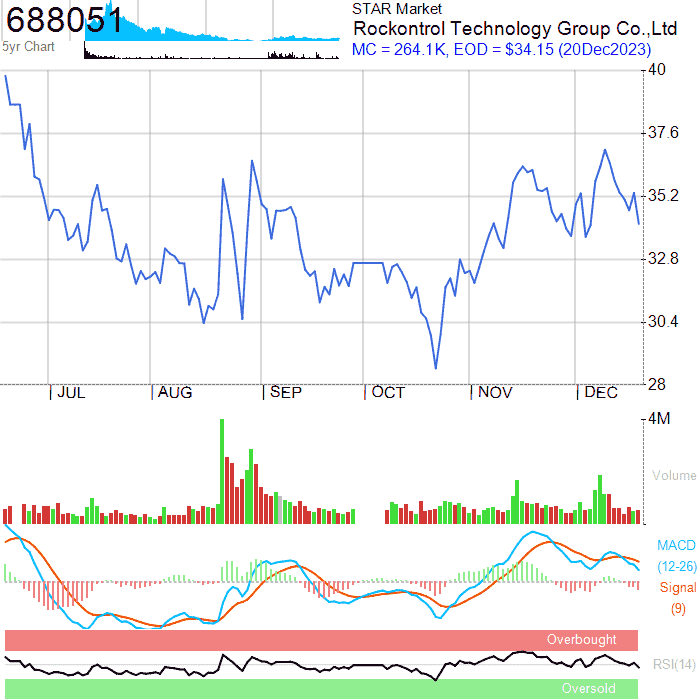 688051
5yr Chart
STAR Market
Rockontrol Technology Group Co.,Ltd
MC = 264.1K, EOD = $34.15 (20Dec2023)
40
37.6
35.2
32.8
30.4
28
JUL AUG SEP OCT NOV DEC
4M
Volume
MACD
(12-26)
Signal
(9)
Overbought
RSI(14)
Oversold